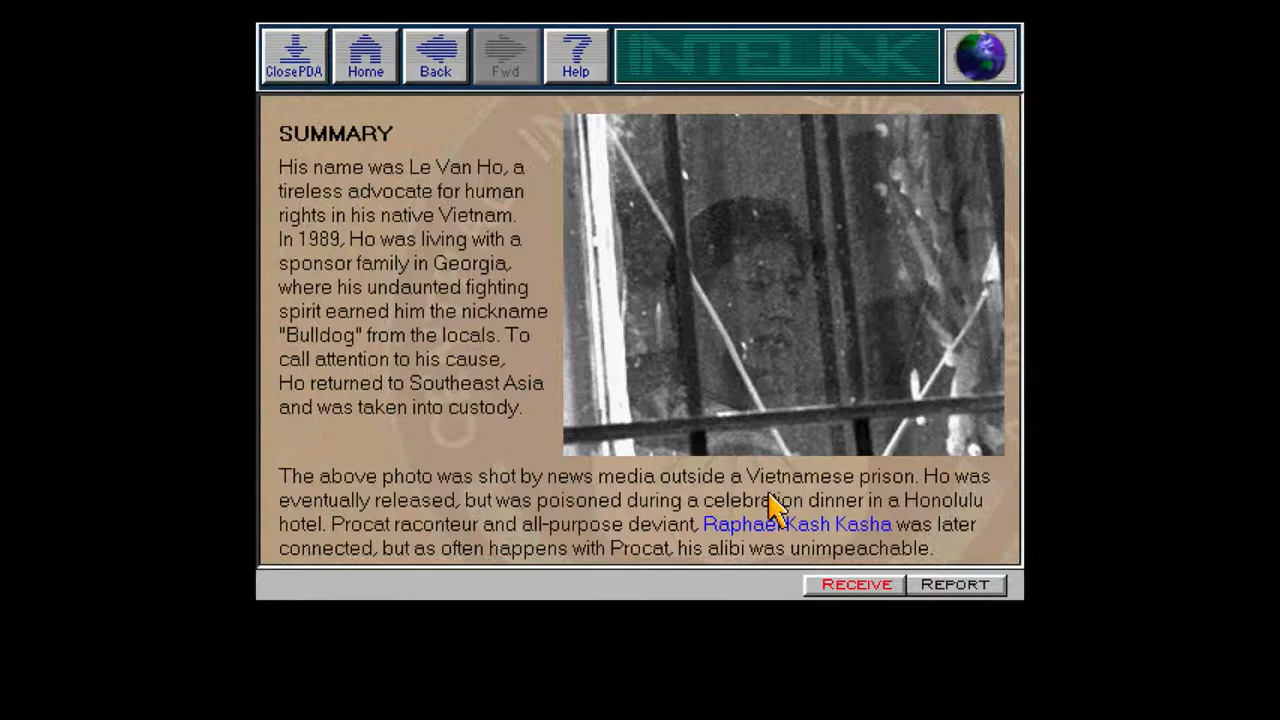 ClosePDA
Home
Back
Fwd
?
Help
INTELINK
SUMMARY
His name was Le Van Ho, a
tireless advocate for human
rights in his native Vietnam.
In 1989, Ho was living with a
sponsor family in Georgia,
where his undaunted fighting
spirit earned him the nickname
"Bulldog" from the locals. To
call attention to his cause,
Ho returned to Southeast Asia
and was taken into custody.
The above photo was shot by news media outside a Vietnamese prison. Ho was
eventually released, but was poisoned during a celebration dinner in a Honolulu
hotel. Procat raconteur and all-purpose deviant, Raphael Kash Kasha was later
connected, but as often happens with Procat, his alibi was unimpeachable.
RECEIVE
REPORT